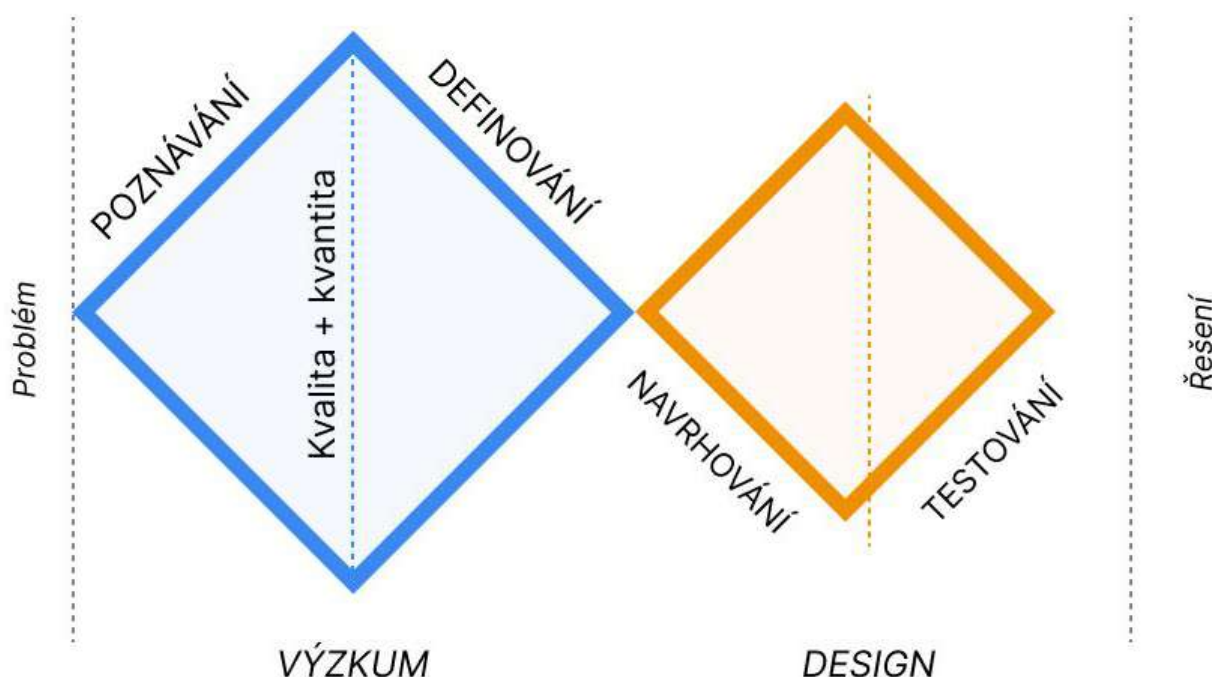 POZNÁVÁNÍ
DEFINOVÁNÍ
Kvalita + kvantita
Problém
NAVRHOVÁNÍ
TESTOVÁNÍ
Řešení
VÝZKUM
DESIGN